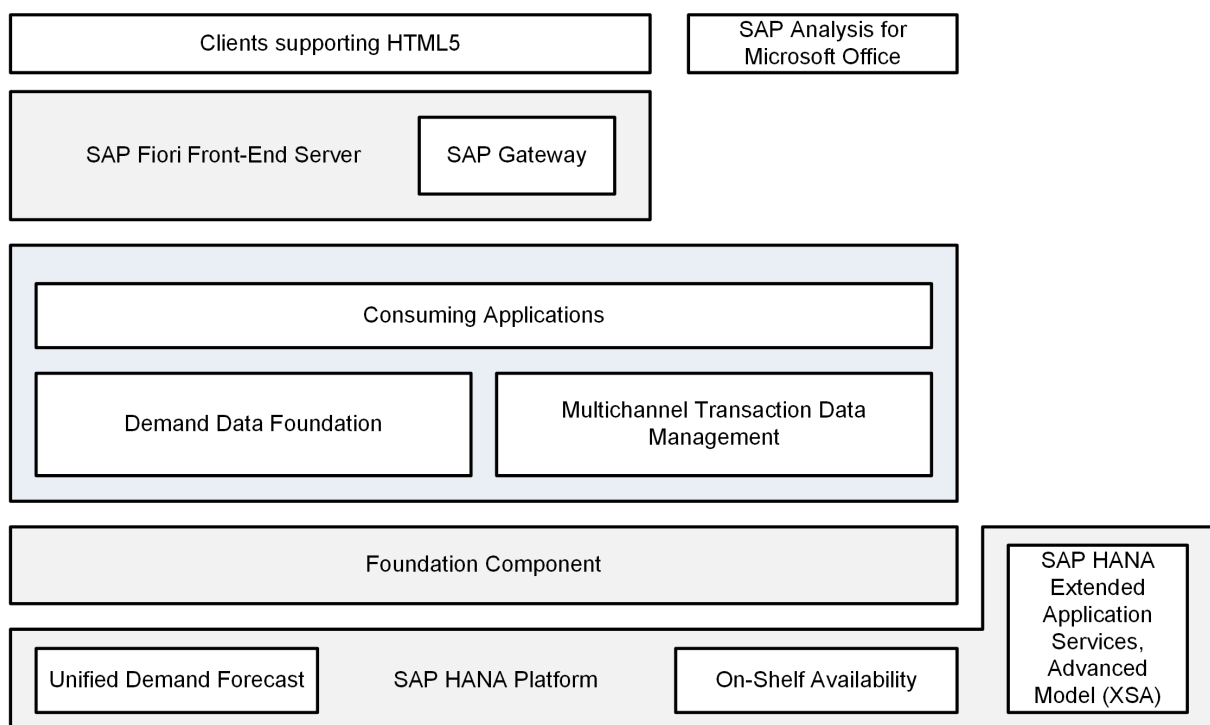 Clients supporting HTML5
SAP Analysis for
Microsoft Office
SAP Fiori Front-End Server
SAP Gateway
Consuming Applications
Demand Data Foundation
Multichannel Transaction Data
Management
Foundation Component
SAP HANA
Extended
Application
Services,
Advanced
Model (XSA)
Unified Demand Forecast
SAP HANA Platform
On-Shelf Availability